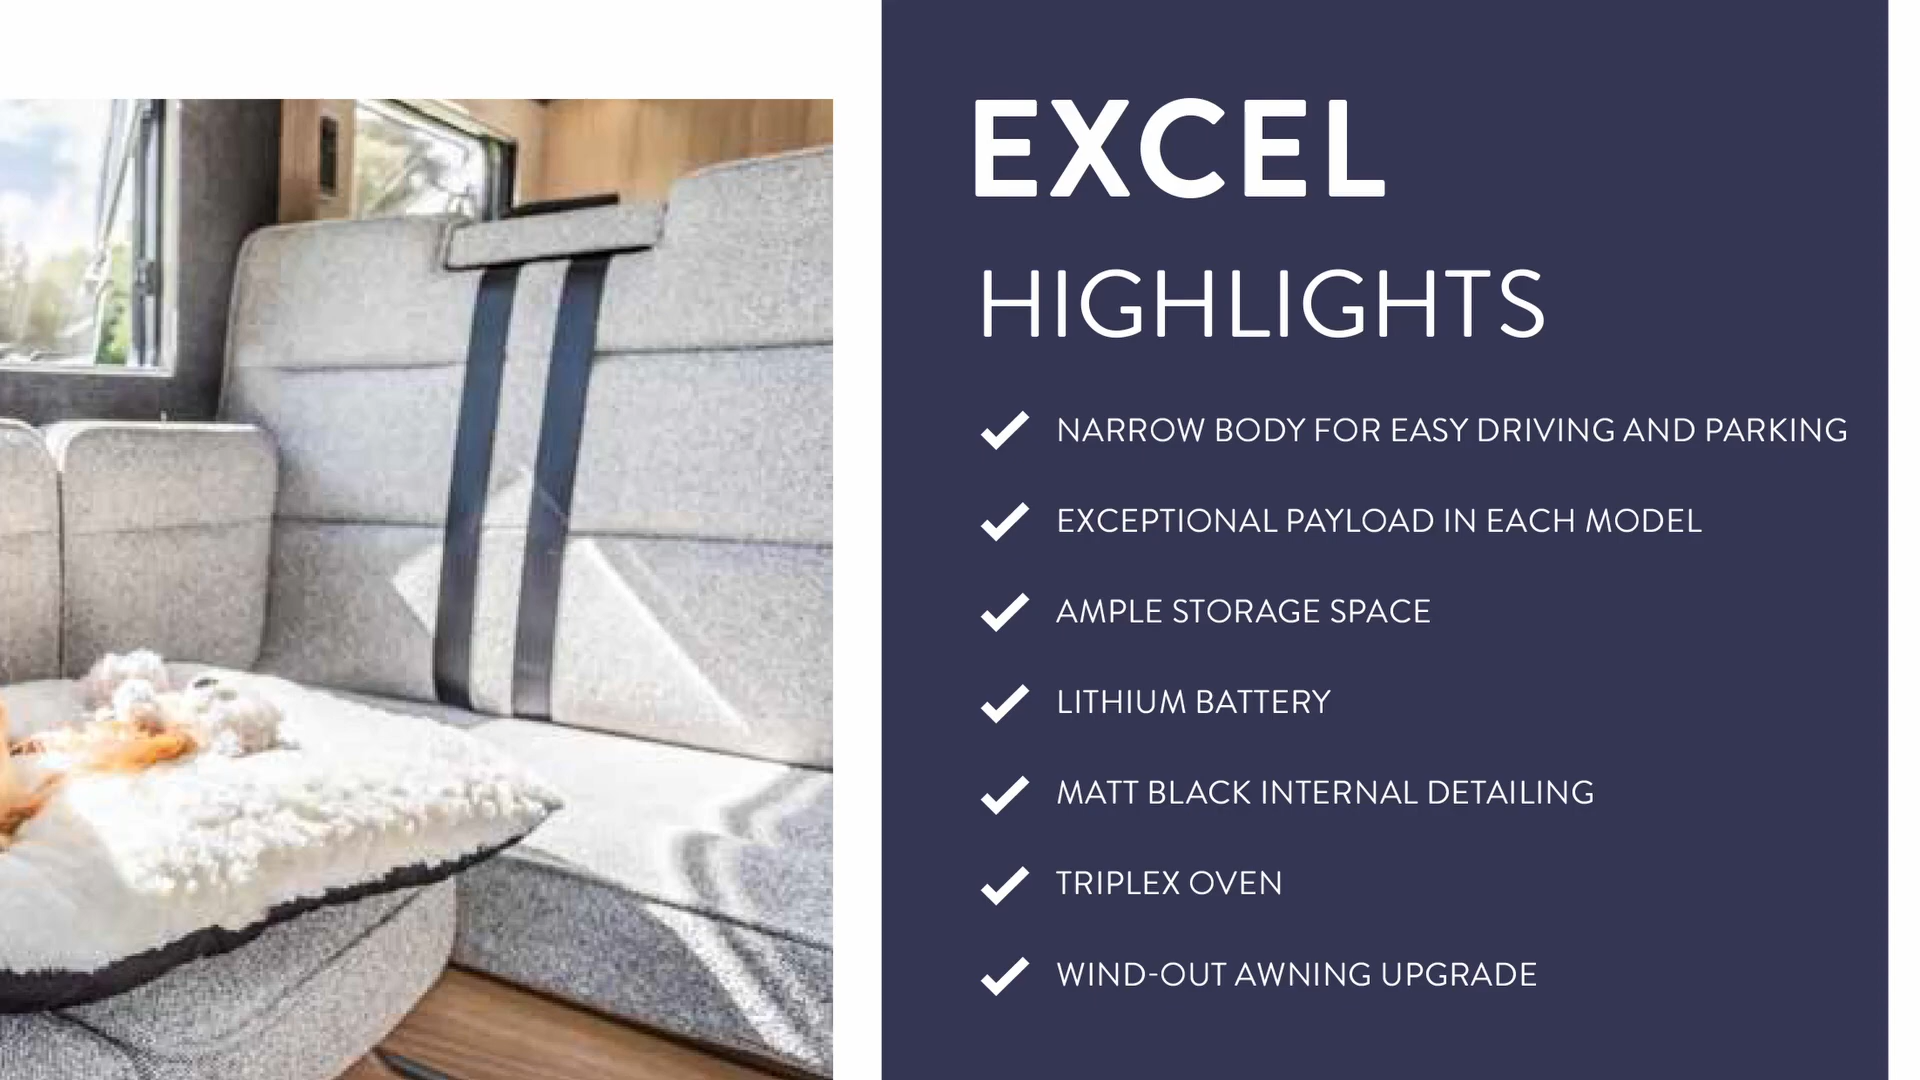 EXCEL
HIGHLIGHTS
NARROW BODY FOR EASY DRIVING AND PARKING
EXCEPTIONAL PAYLOAD IN EACH MODEL
AMPLE STORAGE SPACE
LITHIUM BATTERY
MATT BLACK INTERNAL DETAILING
TRIPLEX OVEN
WIND-OUT AWNING UPGRADE